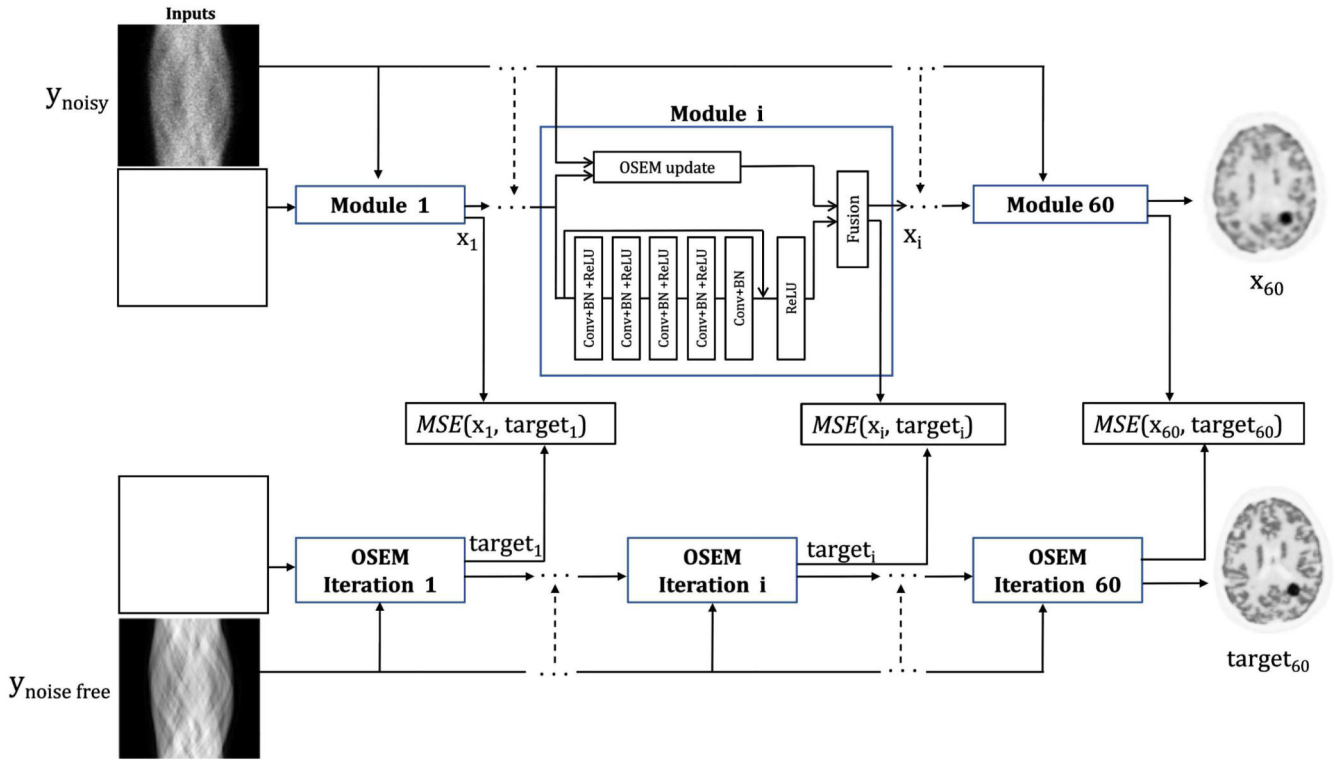 Inputs
y_noisy
Module i
OSEM update
Module 1
Fusion
Module 60
x_1
x_i
x_60
Conv+BN +ReLU
Conv+BN +ReLU
Conv+BN +ReLU
Conv+BN +ReLU
Conv+BN
ReLU
MSE(x_1, target_1)
MSE(x_i, target_i)
MSE(x_60, target_60)
target_1
target_i
OSEM
Iteration 1
OSEM
Iteration i
OSEM
Iteration 60
y_noise free
target_60